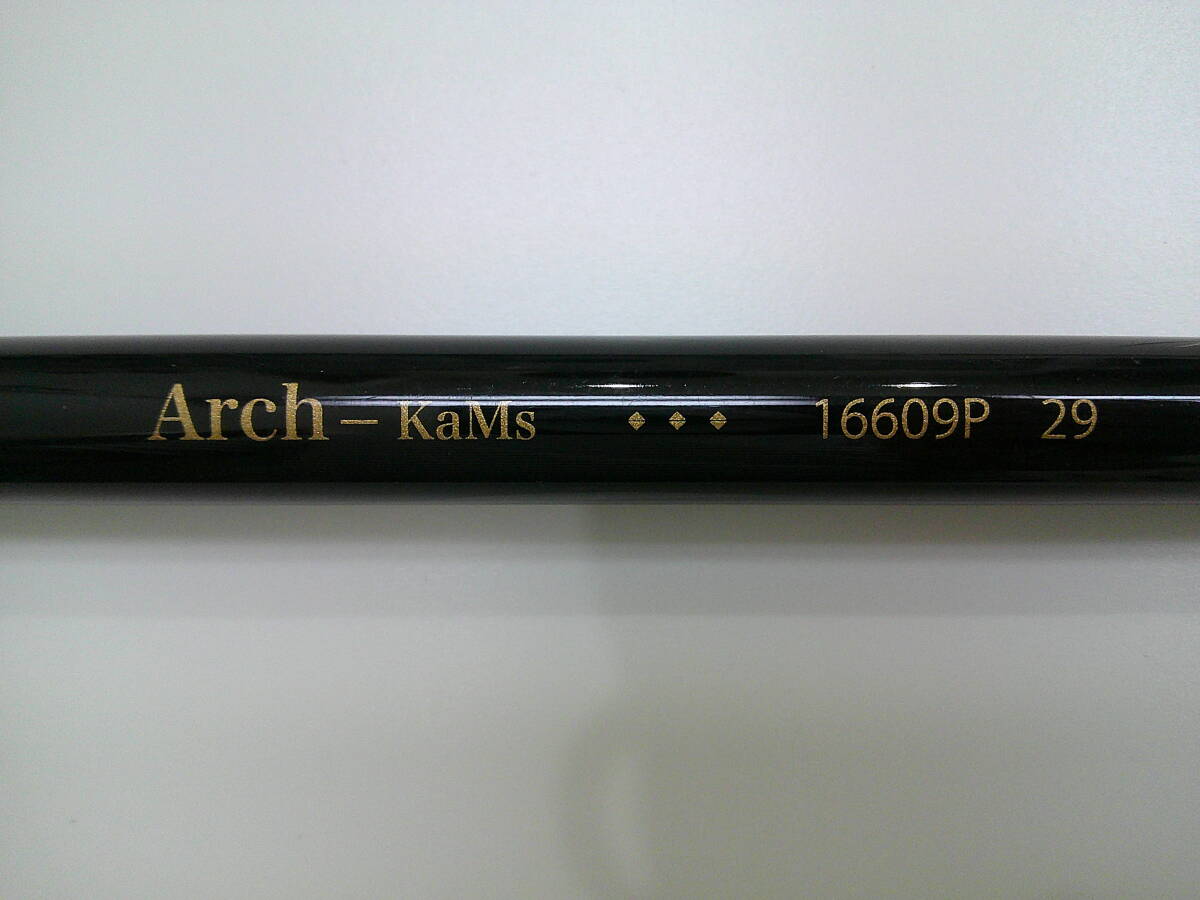 Arch – KaMs ◆◆◆ 16609P 29